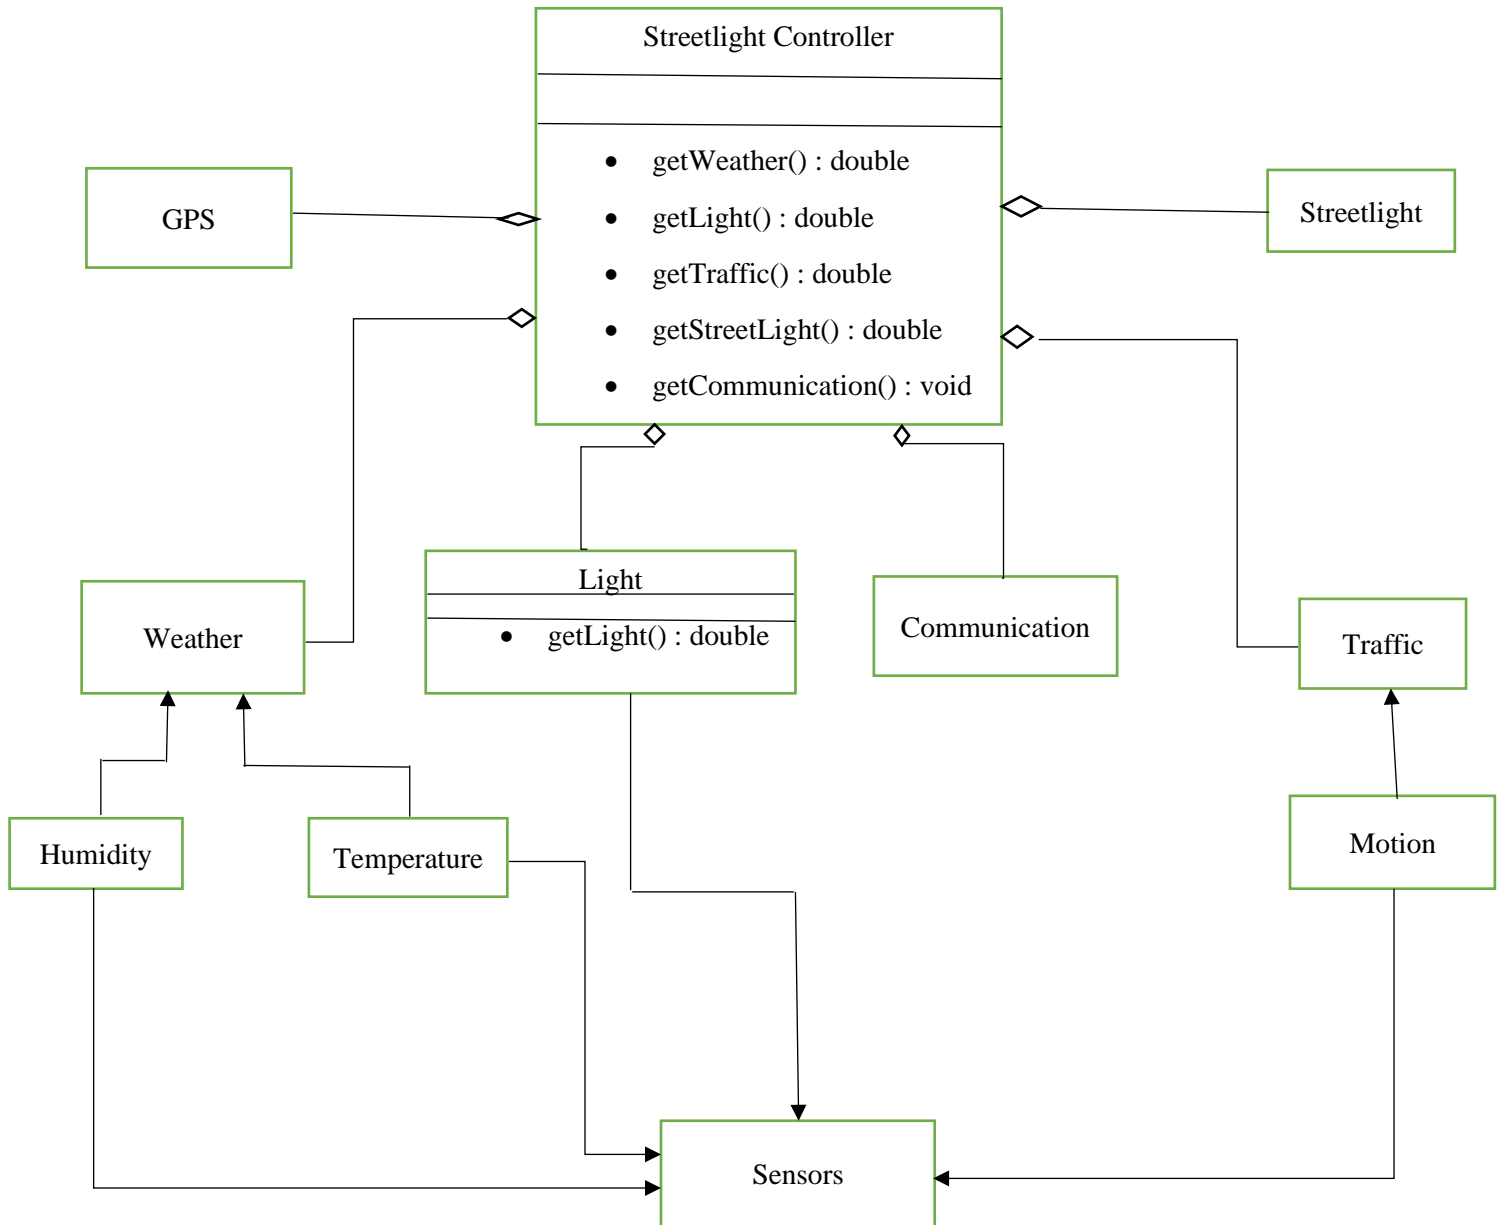 Streetlight Controller
• getWeather() : double
• getLight() : double
• getTraffic() : double
• getStreetLight() : double
• getCommunication() : void
GPS
Streetlight
Light
• getLight() : double
Weather
Communication
Traffic
Humidity
Temperature
Motion
Sensors